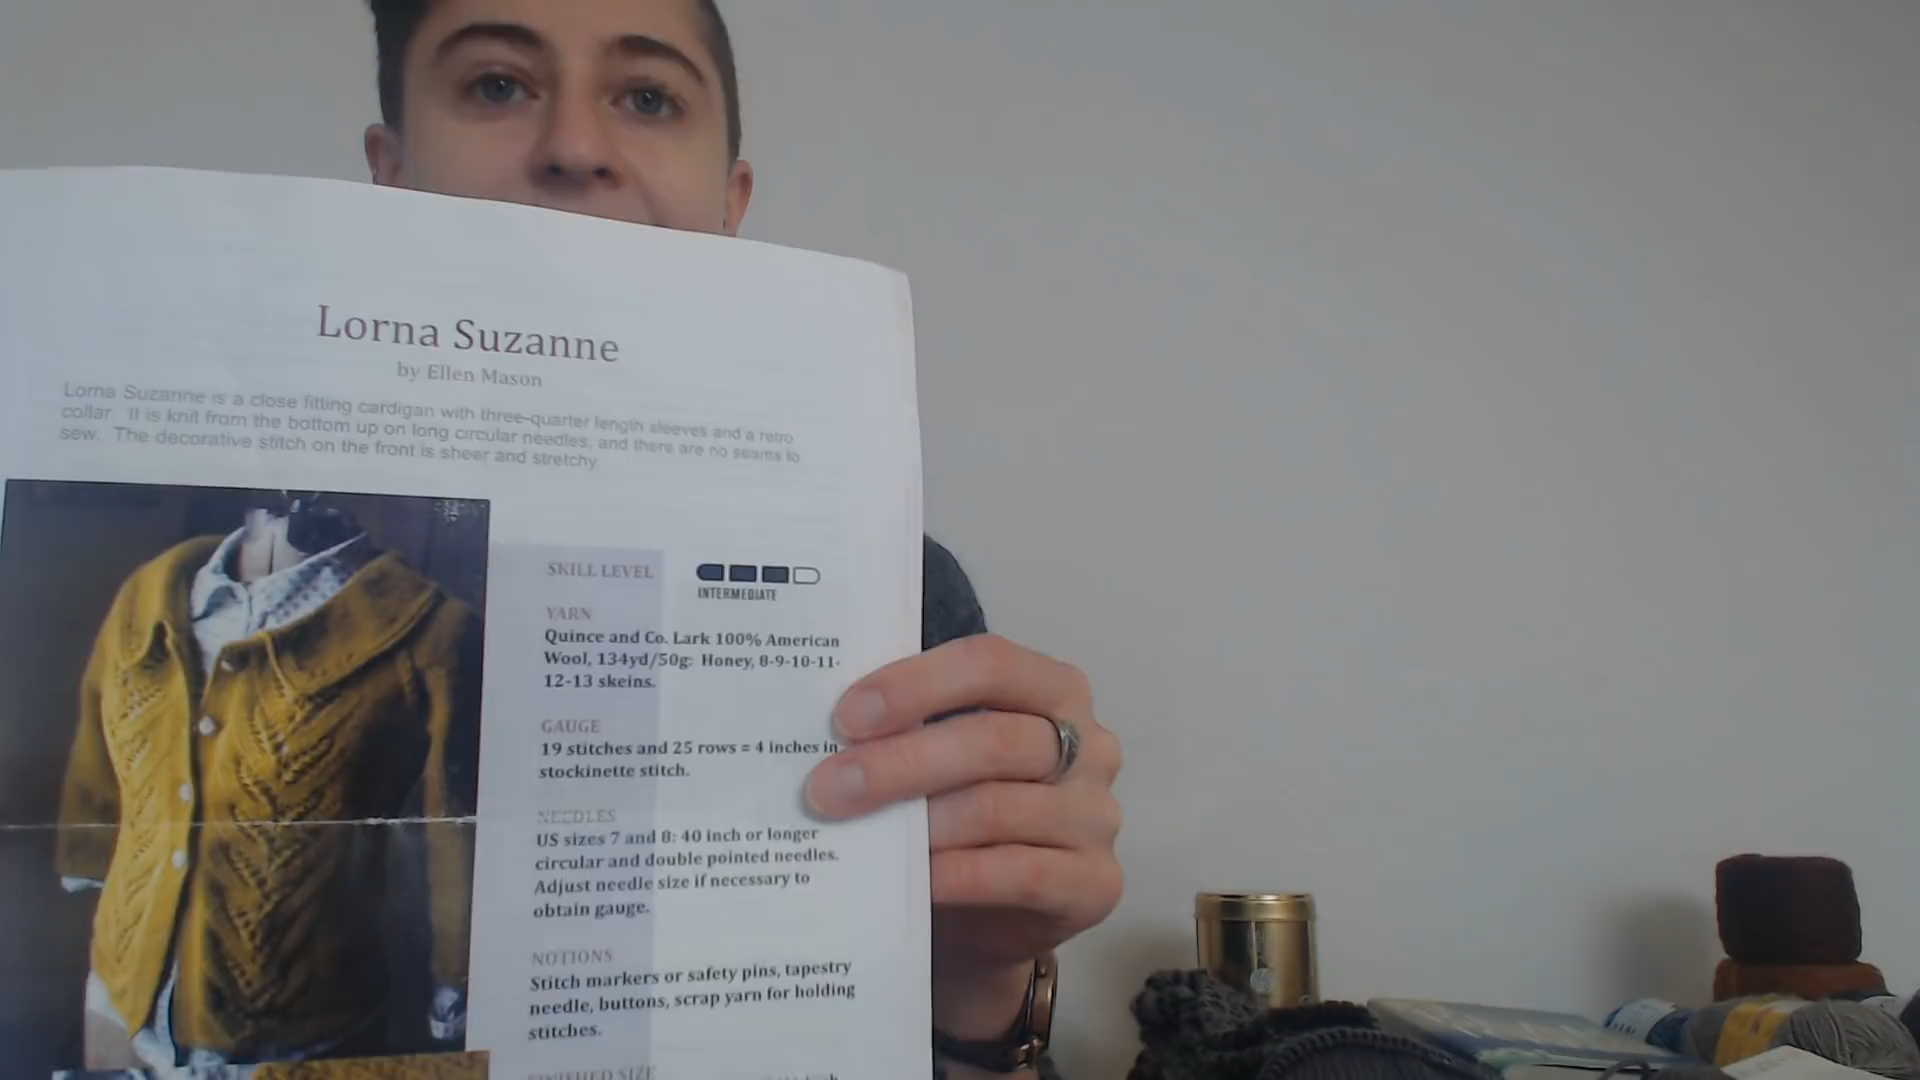 Lorna Suzanne
by Ellen Mason
Lorna Suzanne is a close fitting cardigan with three-quarter length sleeves and a retro
collar. It is knit from the bottom up on long circular needles, and there are no seams to
sew. The decorative stitch on the front is sheer and stretchy.
SKILL LEVEL
INTERMEDIATE
YARN
Quince and Co. Lark 100% American
Wool, 134yd/50g: Honey, 8-9-10-11-
12-13 skeins.
GAUGE
19 stitches and 25 rows = 4 inches in
stockinette stitch.
NEEDLES
US sizes 7 and 8: 40 inch or longer
circular and double pointed needles.
Adjust needle size if necessary to
obtain gauge.
NOTIONS
Stitch markers or safety pins, tapestry
needle, buttons, scrap yarn for holding
stitches.
FINISHED SIZE